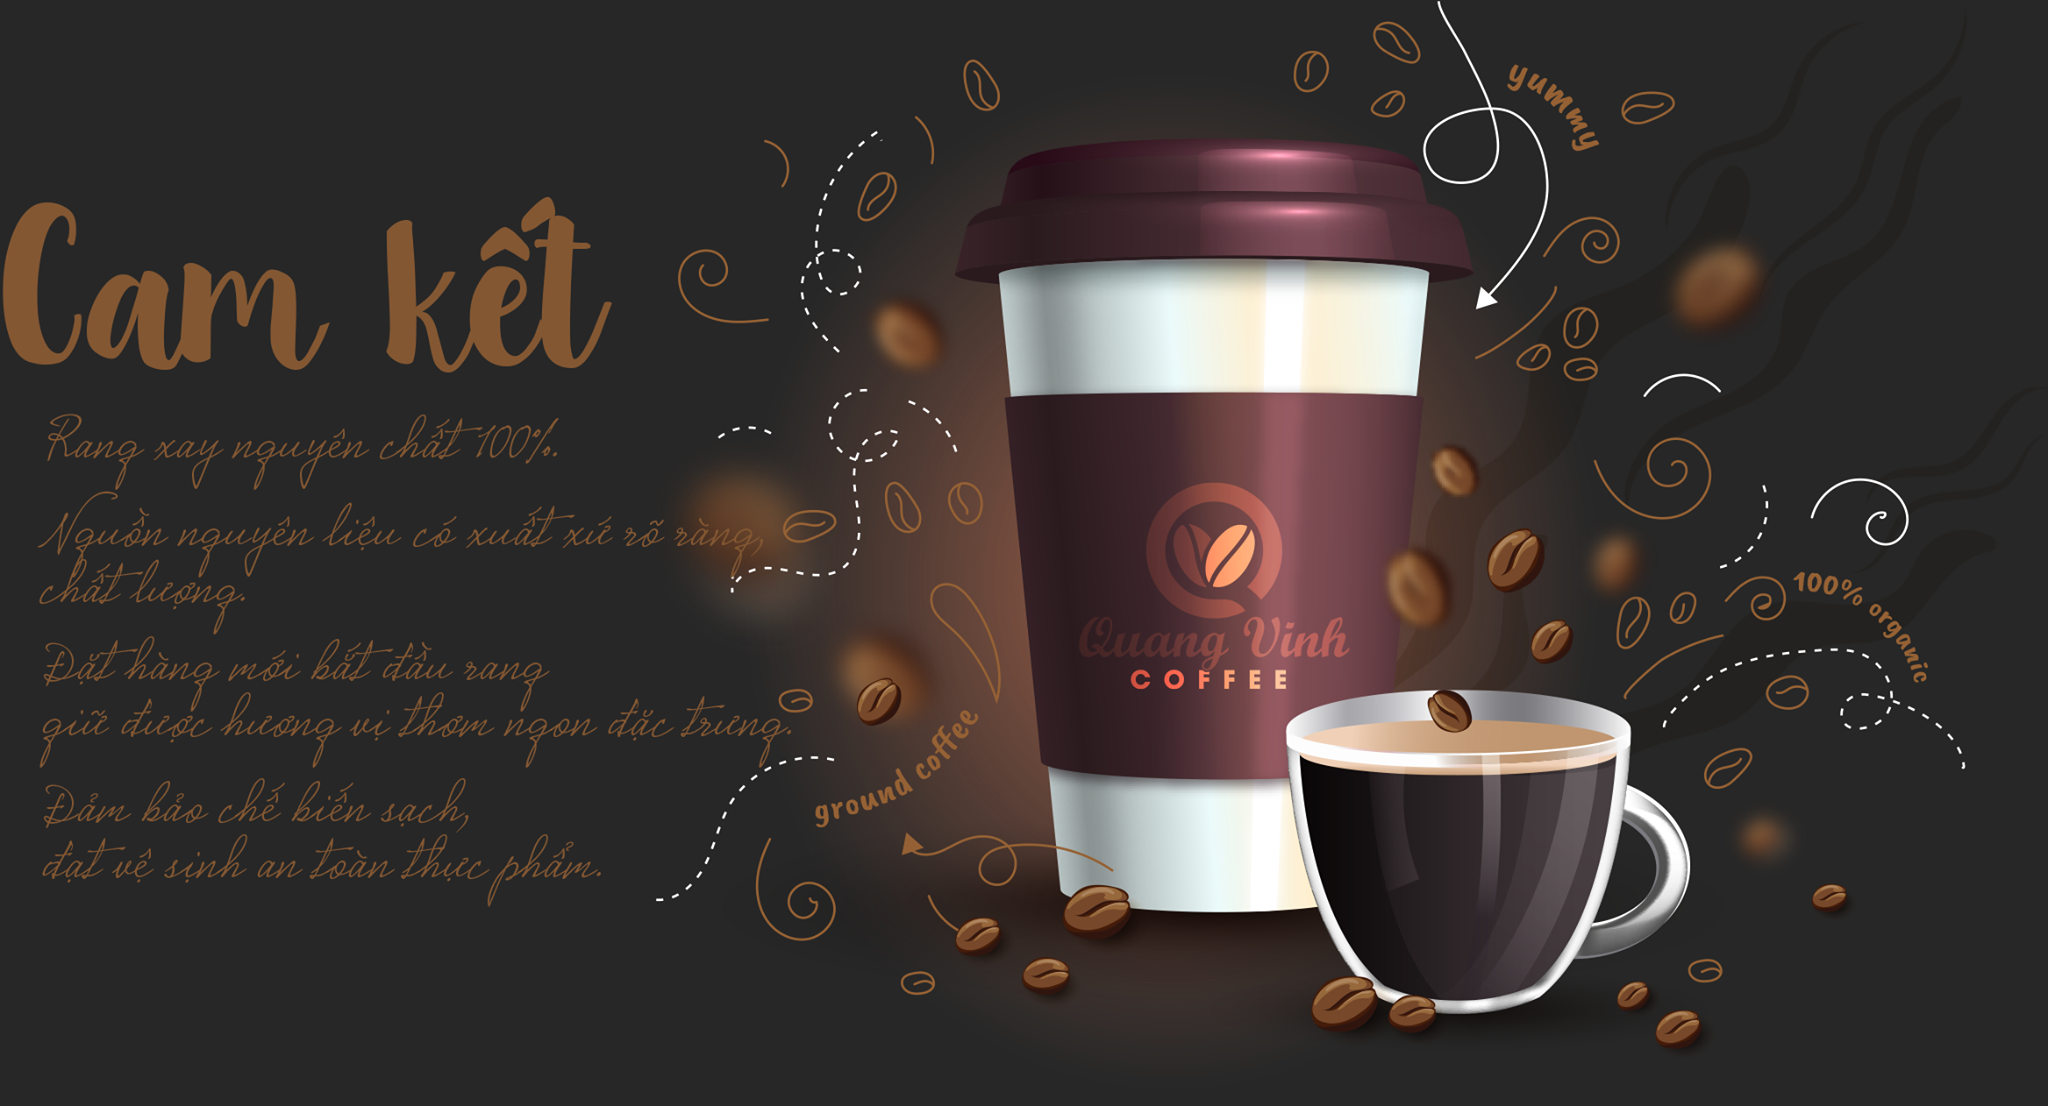 Cam kết
Rang xay nguyên chất 100%.
Nguồn nguyên liệu có xuất xứ rõ ràng,
chất lượng.
Đặt hàng mới bắt đầu rang
giữ được hương vị thơm ngon đặc trưng.
Đảm bảo chế biến sạch,
đạt vệ sinh an toàn thực phẩm.
yummy
Quang Vinh
COFFEE
100% organic
ground coffee